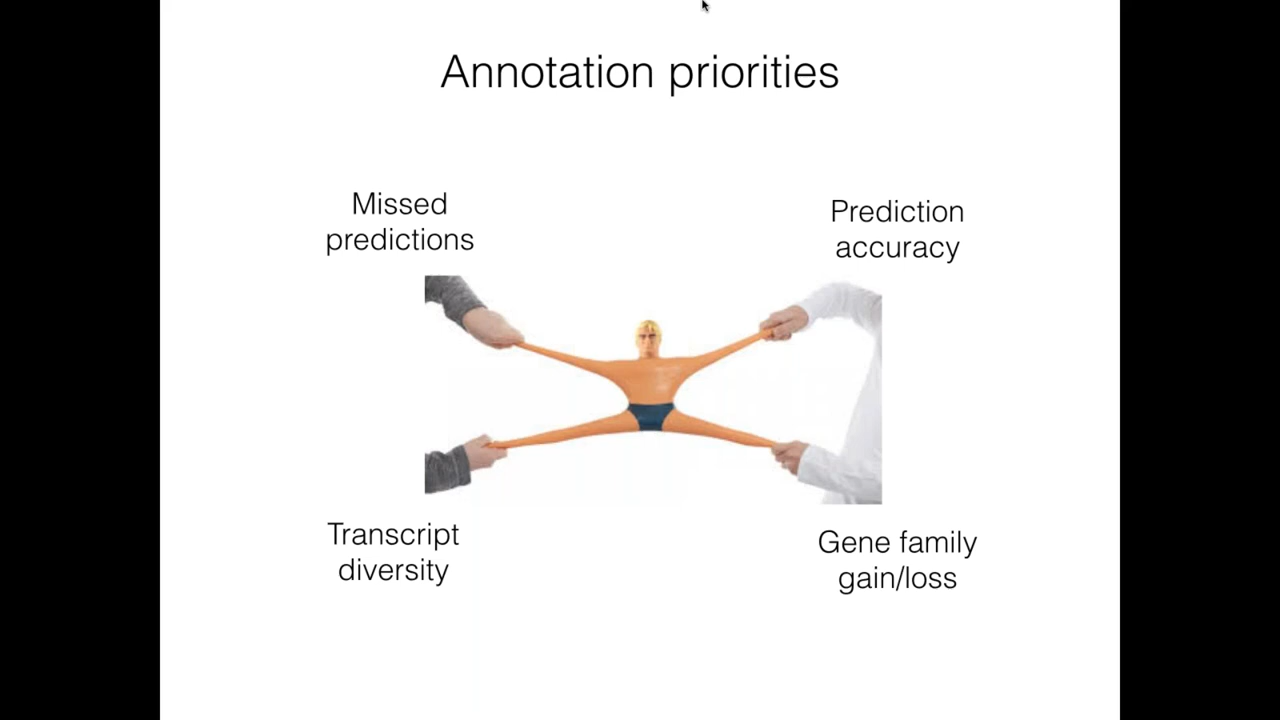 Annotation priorities
Missed
predictions
Prediction
accuracy
Transcript
diversity
Gene family
gain/loss